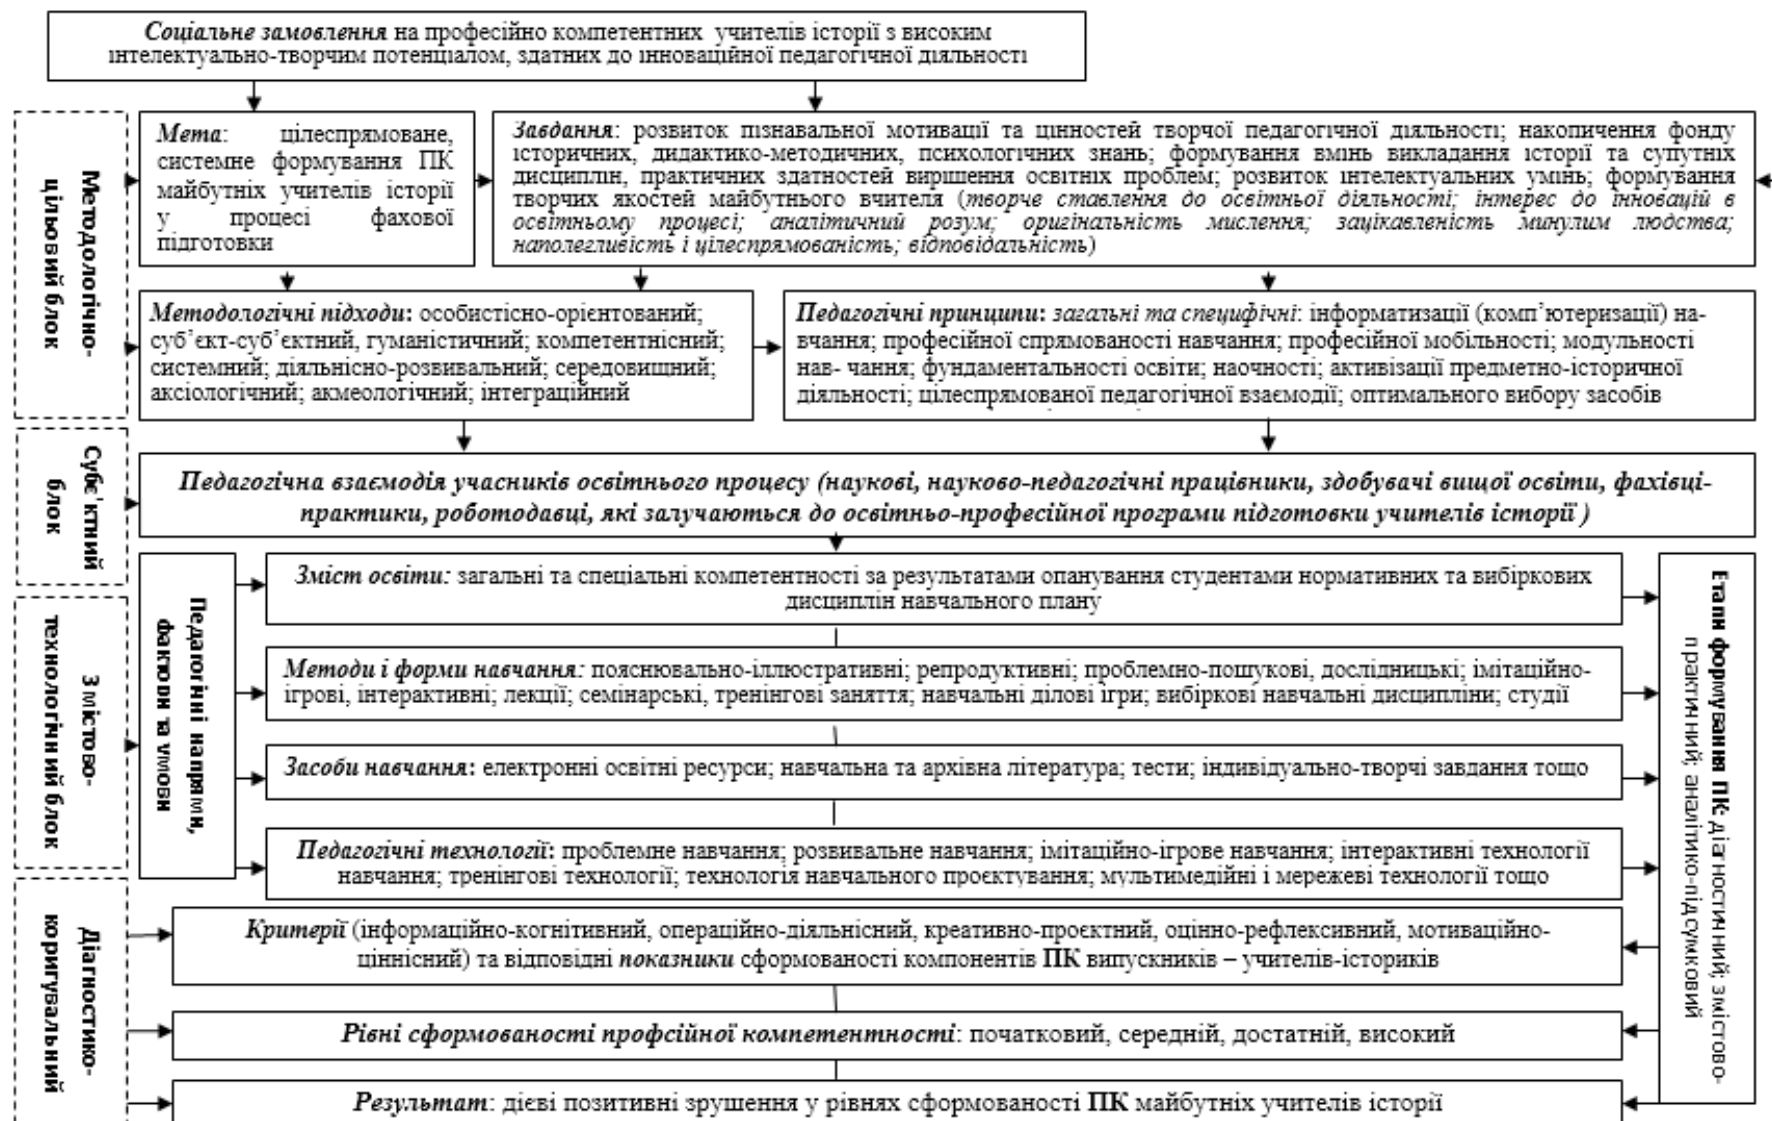 Соціальне замовлення на професійно компетентних учителів історії з високим
інтелектуально-творчим потенціалом, здатних до інноваційної педагогічної діяльності
Методологічно-
цільовий блок
Мета: цілеспрямоване,
системне формування ПК
майбутніх учителів історії
у процесі фахової
підготовки
Завдання: розвиток пізнавальної мотивації та цінностей творчої педагогічної діяльності; накопичення фонду
історичних, дидактико-методичних, психологічних знань; формування вмінь викладання історії та супутніх
дисциплін, практичних здатностей вирішення освітніх проблем; розвиток інтелектуальних умінь; формування
творчих якостей майбутнього вчителя (творче ставлення до освітньої діяльності; інтерес до інновацій в
освітньому процесі; аналітичний розум; оригінальність мислення; зацікавленість минулим людства;
наполегливість і цілеспрямованість; відповідальність)
Методологічні підходи: особистісно-орієнтований;
суб’єкт-суб’єктний, гуманістичний; компетентнісний;
системний; діяльнісно-розвивальний; середовищний;
аксіологічний; акмеологічний; інтеграційний
Педагогічні принципи: загальні та специфічні: інформатизації (комп’ютеризації) на-
вчання; професійної спрямованості навчання; професійної мобільності; модульності
нав- чання; фундаментальності освіти; наочності; активізації предметно-історичної
діяльності; цілеспрямованої педагогічної взаємодії; оптимального вибору засобів
Субє'ктний
блок
Педагогічна взаємодія учасників освітнього процесу (наукові, науково-педагогічні працівники, здобувачі вищої освіти, фахівці-
практики, роботодавці, які залучаються до освітньо-професійної програми підготовки учителів історії )
Змістово-
технологічний блок
Педагогічні напрями,
фактори та умови
Зміст освіти: загальні та спеціальні компетентності за результатами опанування студентами нормативних та вибіркових
дисциплін навчального плану
Методи і форми навчання: пояснювально-іллюстративні; репродуктивні; проблемно-пошукові, дослідницькі; імітаційно-
ігрові, інтерактивні; лекції; семінарські, тренінгові заняття; навчальні ділові ігри; вибіркові навчальні дисципліни; студії
Засоби навчання: електронні освітні ресурси; навчальна та архівна література; тести; індивідуально-творчі завдання тощо
Педагогічні технології: проблемне навчання; розвивальне навчання; імітаційно-ігрове навчання; інтерактивні технології
навчання; тренінгові технології; технологія навчального проєктування; мультимедійні і мережеві технології тощо
Етапи формування ПК: діагностичний; змістово-
практичний; аналітико-підсумковий
Діагностико-
коригувальний
Критерії (інформаційно-когнітивний, операційно-діяльнісний, креативно-проєктний, оцінно-рефлексивний, мотиваційно-
ціннісний) та відповідні показники сформованості компонентів ПК випускників – учителів-істориків
Рівні сформованості профсійної компетентності: початковий, середній, достатній, високий
Результат: дієві позитивні зрушення у рівнях сформованості ПК майбутніх учителів історії